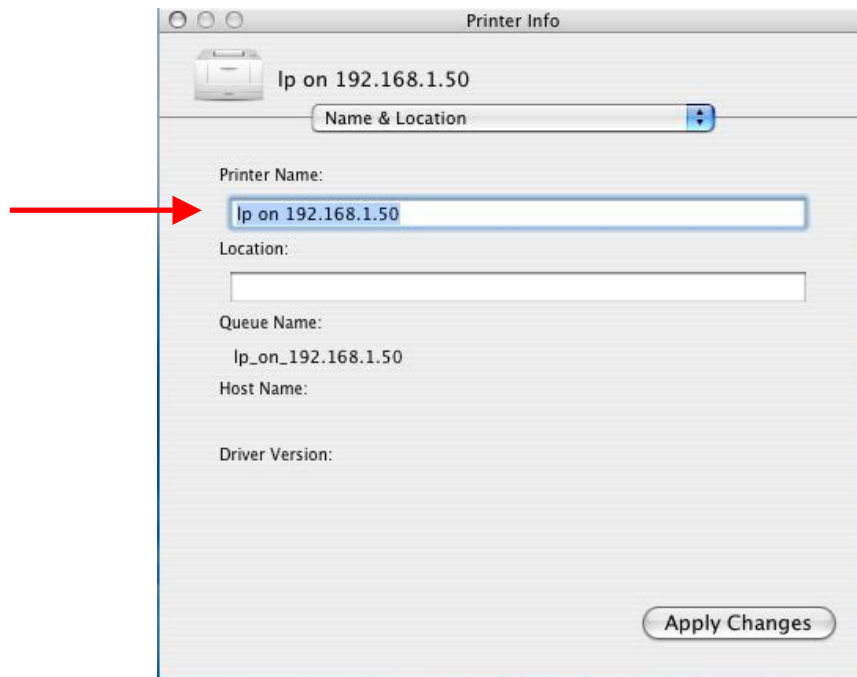 Printer Info
lp on 192.168.1.50
Name & Location
Printer Name:
lp on 192.168.1.50
Location:
Queue Name:
lp_on_192.168.1.50
Host Name:
Driver Version:
Apply Changes